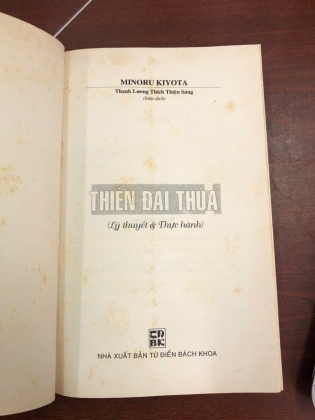 MINORU KIYOTA
Thanh Lương Thích Thiện Sáng
(biên dịch)
THIỀN ĐẠI THỪA
(Lý thuyết & Thực hành)
NHÀ XUẤT BẢN TỪ ĐIỂN BÁCH KHOA